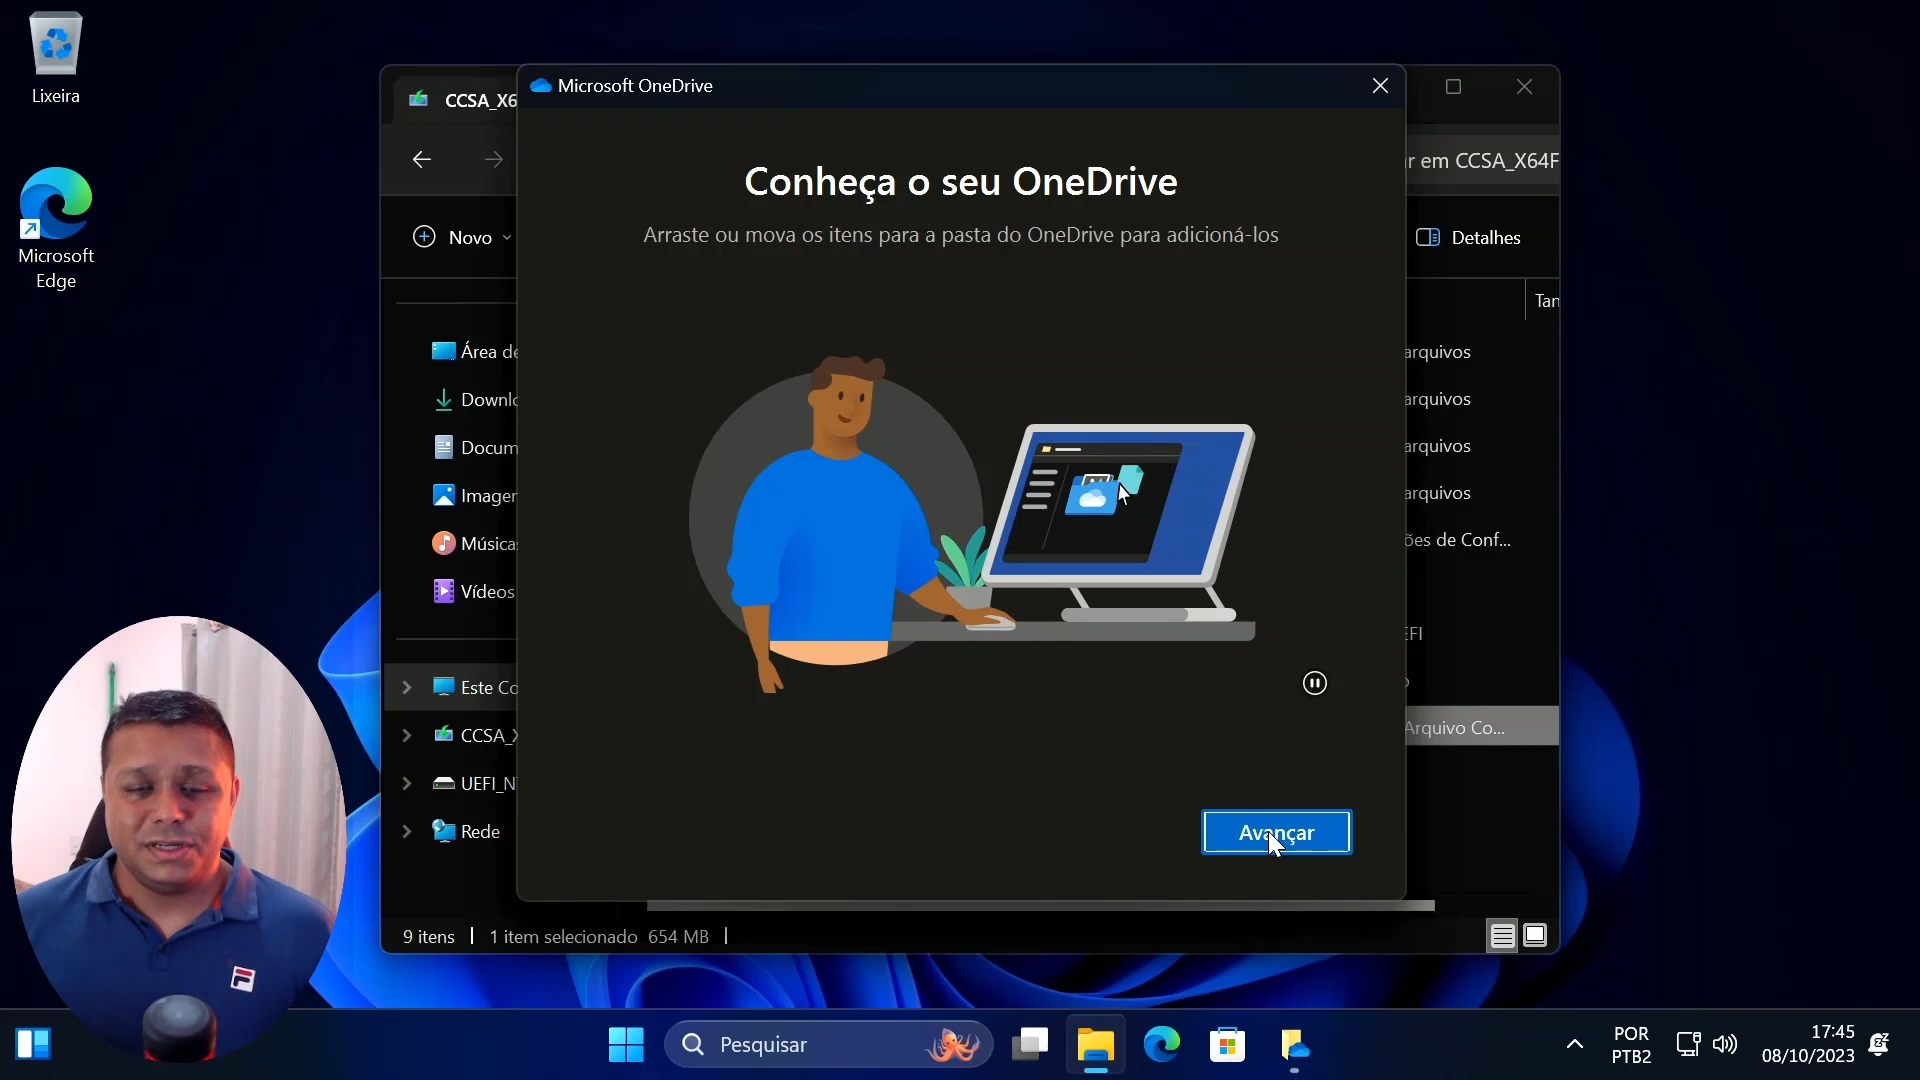 Lixeira
Microsoft
Edge
CCSA_X6
Microsoft OneDrive
r em CCSA_X64F
Novo
Detalhes
Conheça o seu OneDrive
Arraste ou mova os itens para a pasta do OneDrive para adicioná-los
Tan
Área de
arquivos
Downlo
arquivos
Docum
arquivos
Imagen
arquivos
Música
ões de Conf...
Vídeos
EFI
Este Co
CCSA_X
Arquivo Co...
UEFI_N
Rede
Avançar
9 itens
1 item selecionado 654 MB
Pesquisar
POR
PTB2
17:45
08/10/2023